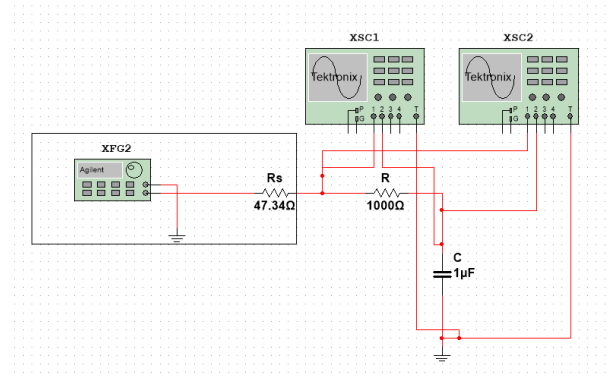 XSC1
XSC2
Tektronix
P
G
1 2 3 4
T
Tektronix
P
G
1 2 3 4
T
XFG2
Agilent
Rs
47.34Ω
R
1000Ω
C
1µF